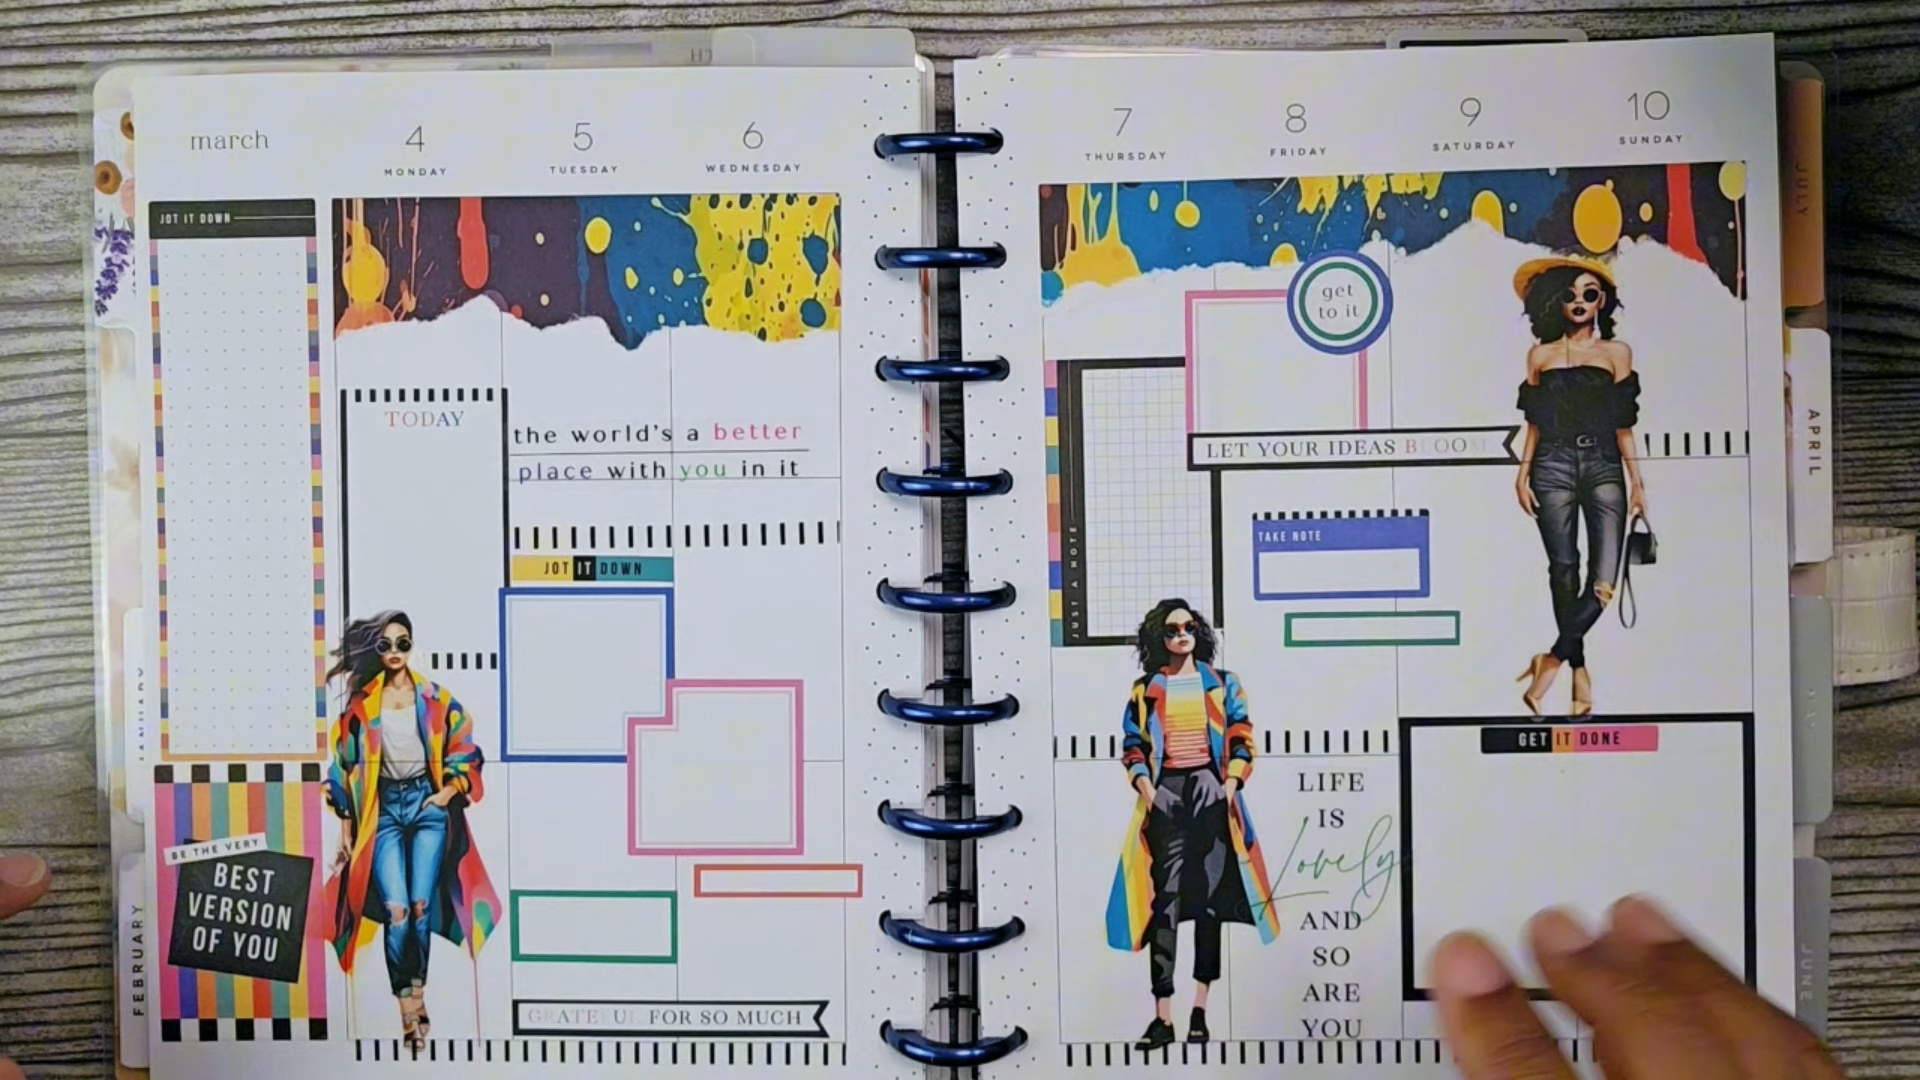 march
4
MONDAY
5
TUESDAY
6
WEDNESDAY
JOT IT DOWN
TODAY
the world's a better
place with you in it
JOT IT DOWN
BE THE VERY
BEST
VERSION
OF YOU
GRATEFUL FOR SO MUCH
FEBRUARY
7
THURSDAY
8
FRIDAY
9
SATURDAY
10
SUNDAY
get
to it
LET YOUR IDEAS BLOOM
JUST A NOTE
TAKE NOTE
GET IT DONE
LIFE
IS
Lovely
AND
SO
ARE
YOU
JULY
APRIL
JUNE